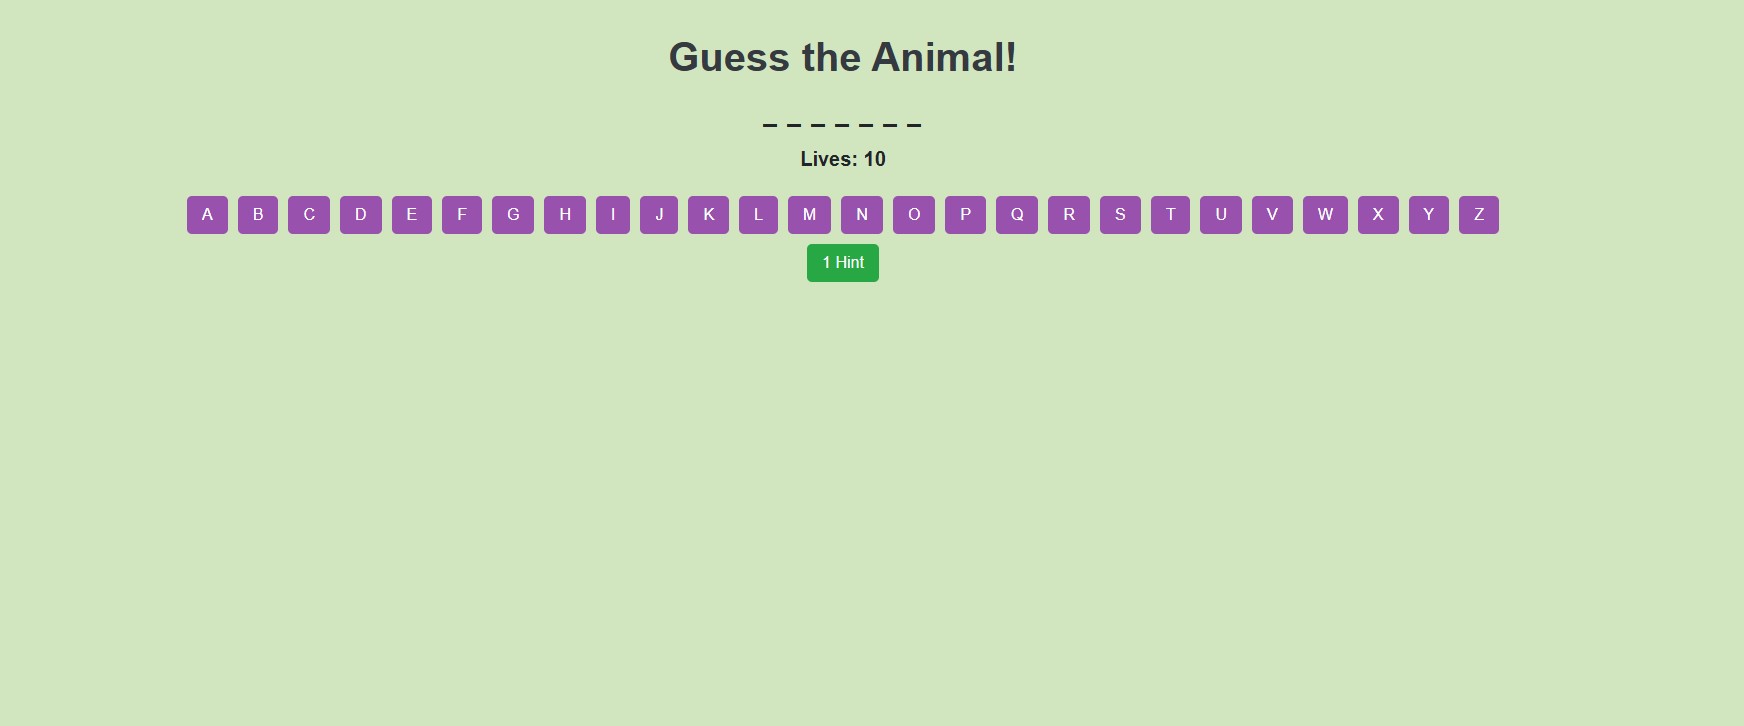 Guess the Animal!
_ _ _ _ _ _ _
Lives: 10
A B C D E F G H I J K L M N O P Q R S T U V W X Y Z
1 Hint